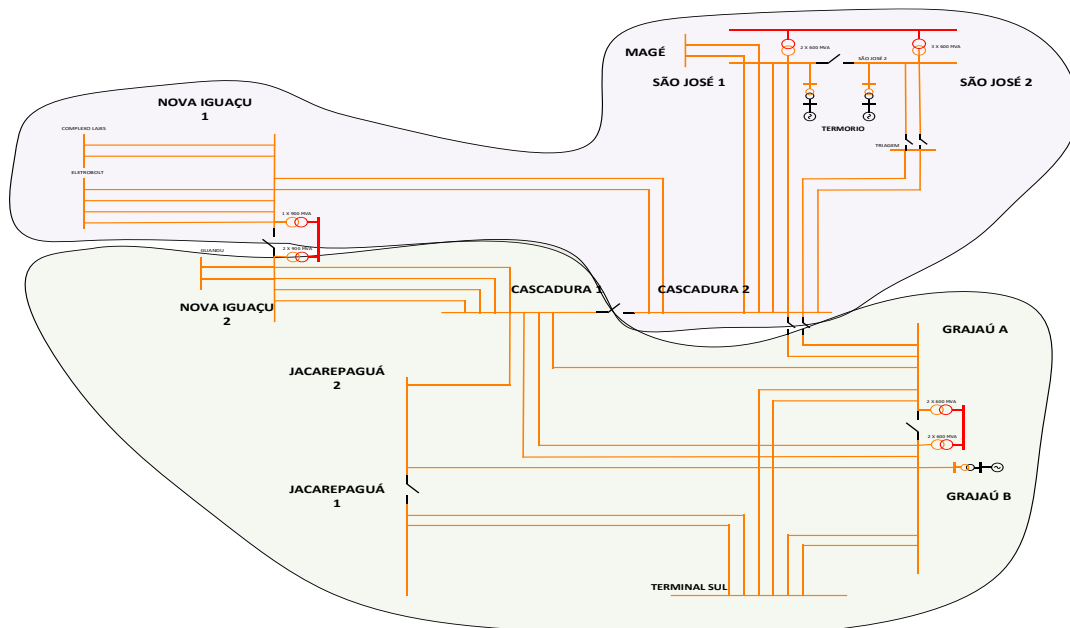 MAGÉ
2 X 600 MVA
3 X 600 MVA
SÃO JOSÉ 2
SÃO JOSÉ 1
SÃO JOSÉ 2
NOVA IGUAÇU
1
TERMORIO
COMPLEXO LAJES
TRIAGEM
ELETROBOLT
1 X 900 MVA
2 X 900 MVA
GUANDU
NOVA IGUAÇU
2
CASCADURA 1
CASCADURA 2
GRAJAÚ A
JACAREPAGUÁ
2
2 X 600 MVA
2 X 600 MVA
JACAREPAGUÁ
1
GRAJAÚ B
TERMINAL SUL